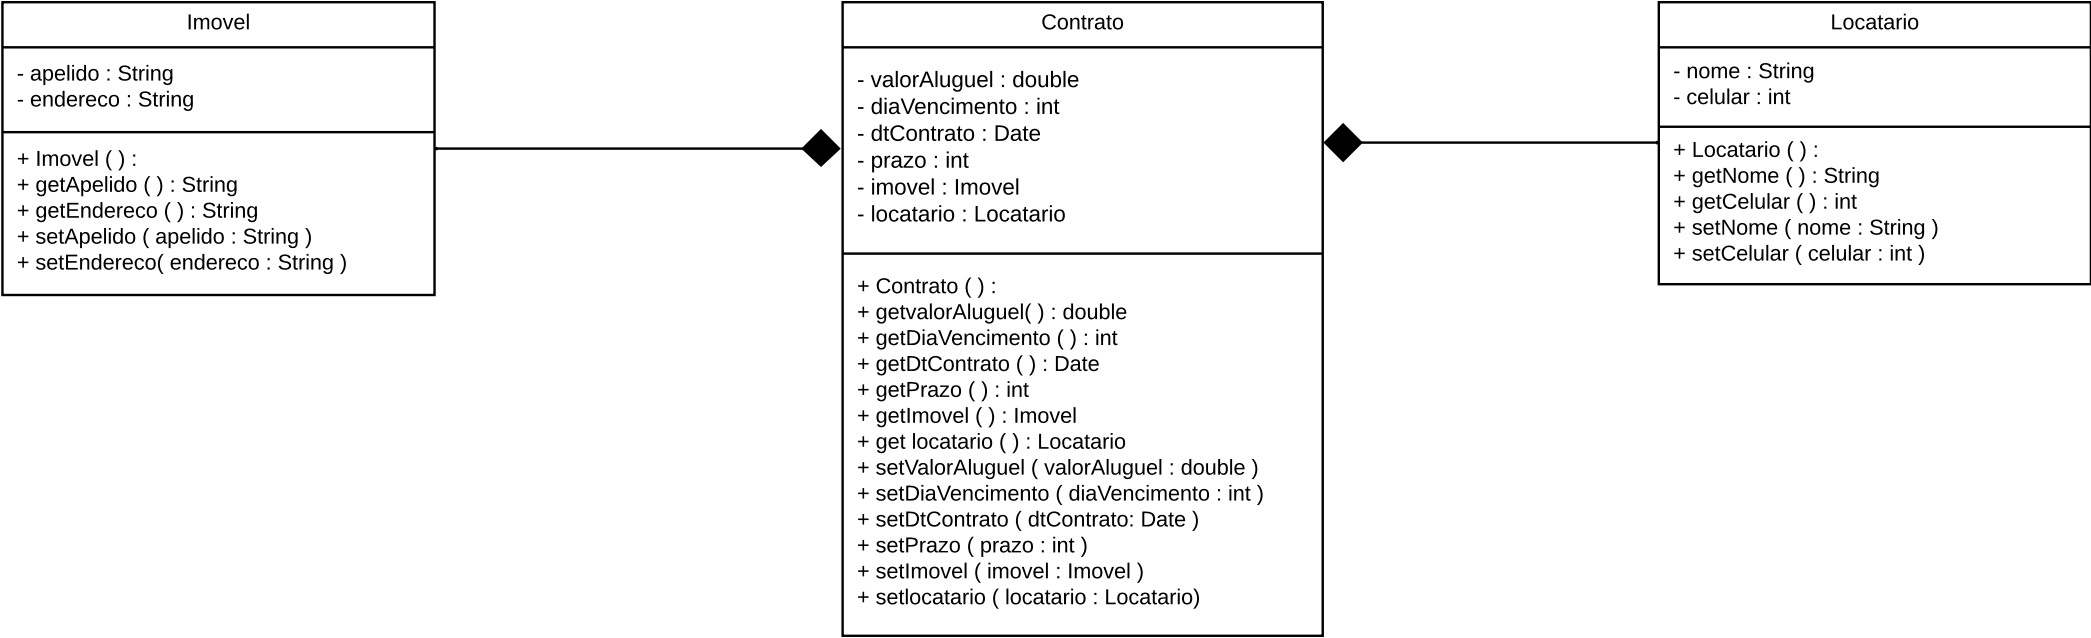 Imovel
- apelido : String
- endereco : String
+ Imovel ( ) :
+ getApelido ( ) : String
+ getEndereco ( ) : String
+ setApelido ( apelido : String )
+ setEndereco( endereco : String )
Contrato
- valorAluguel : double
- diaVencimento : int
- dtContrato : Date
- prazo : int
- imovel : Imovel
- locatario : Locatario
+ Contrato ( ) :
+ getvalorAluguel( ) : double
+ getDiaVencimento ( ) : int
+ getDtContrato ( ) : Date
+ getPrazo ( ) : int
+ getImovel ( ) : Imovel
+ get locatario ( ) : Locatario
+ setValorAluguel ( valorAluguel : double )
+ setDiaVencimento ( diaVencimento : int )
+ setDtContrato ( dtContrato: Date )
+ setPrazo ( prazo : int )
+ setImovel ( imovel : Imovel )
+ setlocatario ( locatario : Locatario)
Locatario
- nome : String
- celular : int
+ Locatario ( ) :
+ getNome ( ) : String
+ getCelular ( ) : int
+ setNome ( nome : String )
+ setCelular ( celular : int )